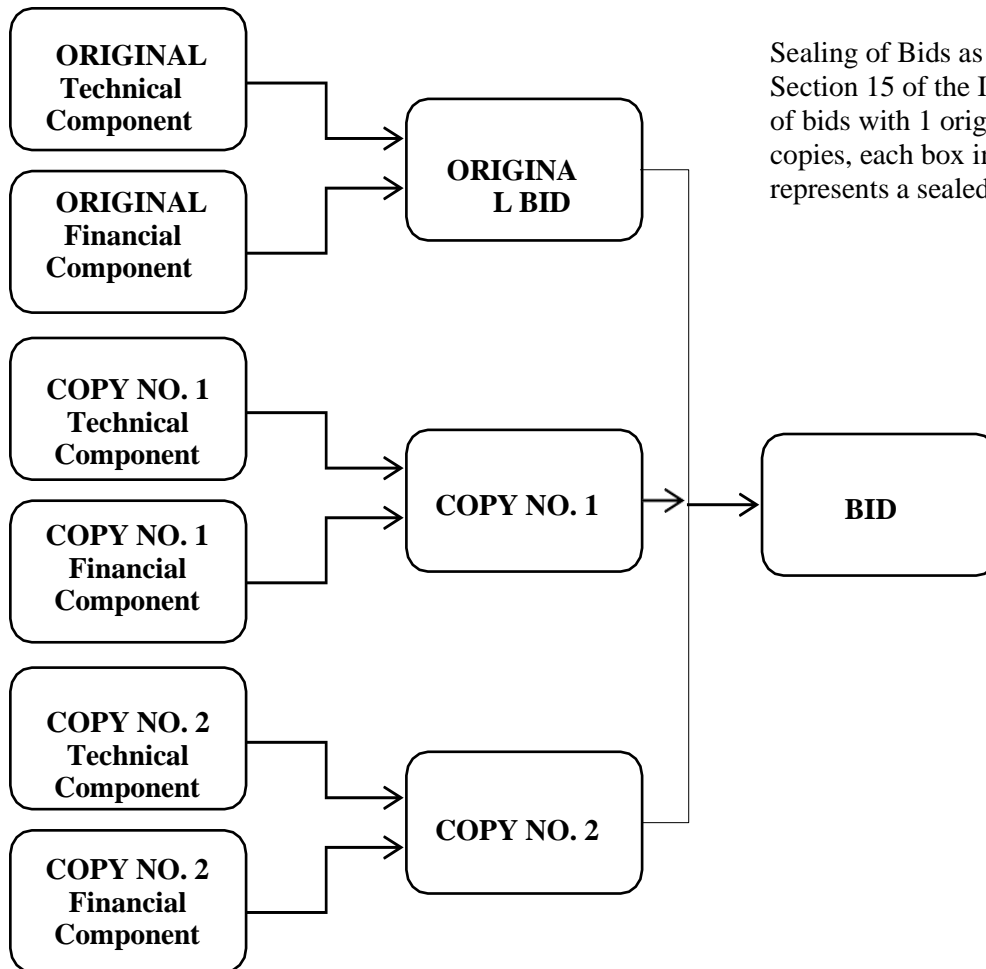 ORIGINAL
Technical
Component
ORIGINAL
Financial
Component
ORIGINA
L BID
Sealing of Bids as
Section 15 of the
of bids with 1
copies, each box
represents a sealed
COPY NO. 1
Technical
Component
COPY NO. 1
Financial
Component
COPY NO. 1
BID
COPY NO. 2
Technical
Component
COPY NO. 2
Financial
Component
COPY NO. 2